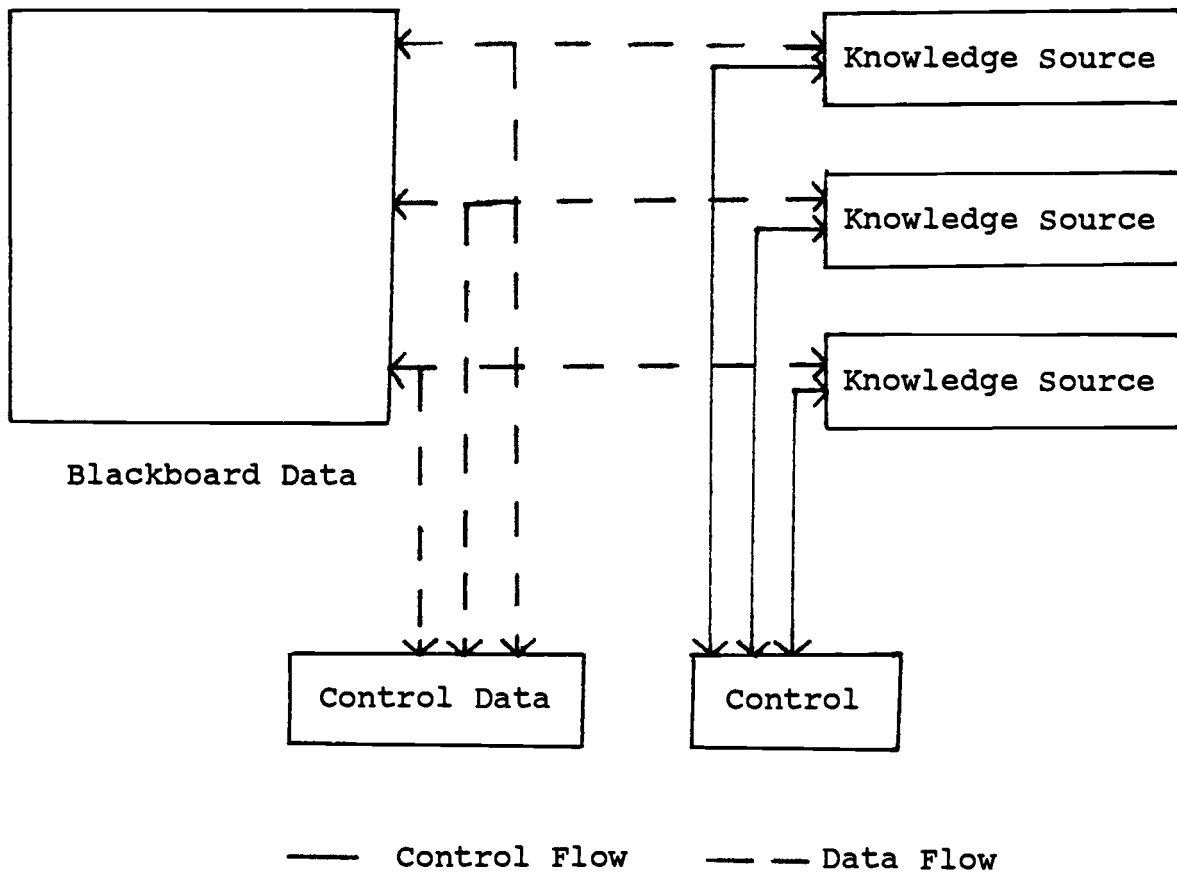 Knowledge Source
Knowledge Source
Knowledge Source
Blackboard Data
Control Data
Control
Control Flow
Data Flow